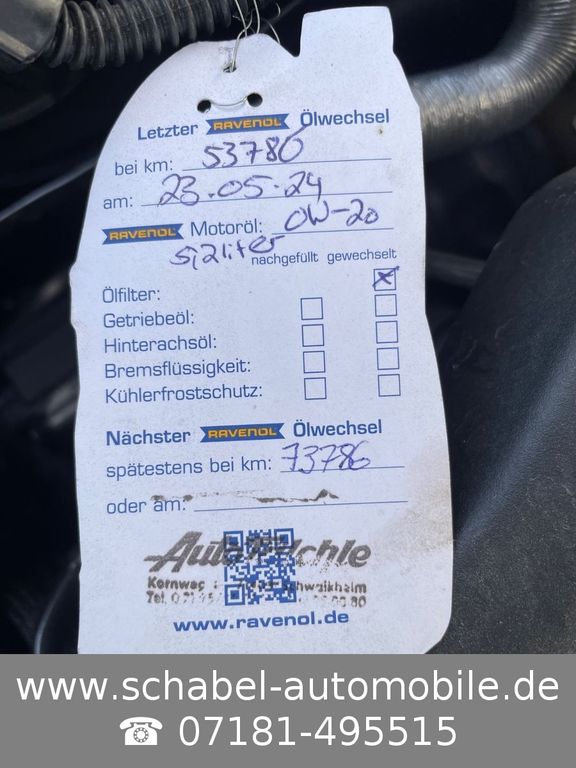 Letzter RAVENOL Ölwechsel
bei km: 53786
am: 23.05.24
RAVENOL Motoröl: 0W-20
5,2 liter
nachgefüllt gewechselt
Ölfilter:
Getriebeöl:
Hinterachsöl:
Bremsflüssigkeit:
Kühlerfrostschutz:
Nächster RAVENOL Ölwechsel
spätestens bei km: 73786
oder am:
www.ravenol.de
www.schabel-automobile.de
☎ 07181-495515